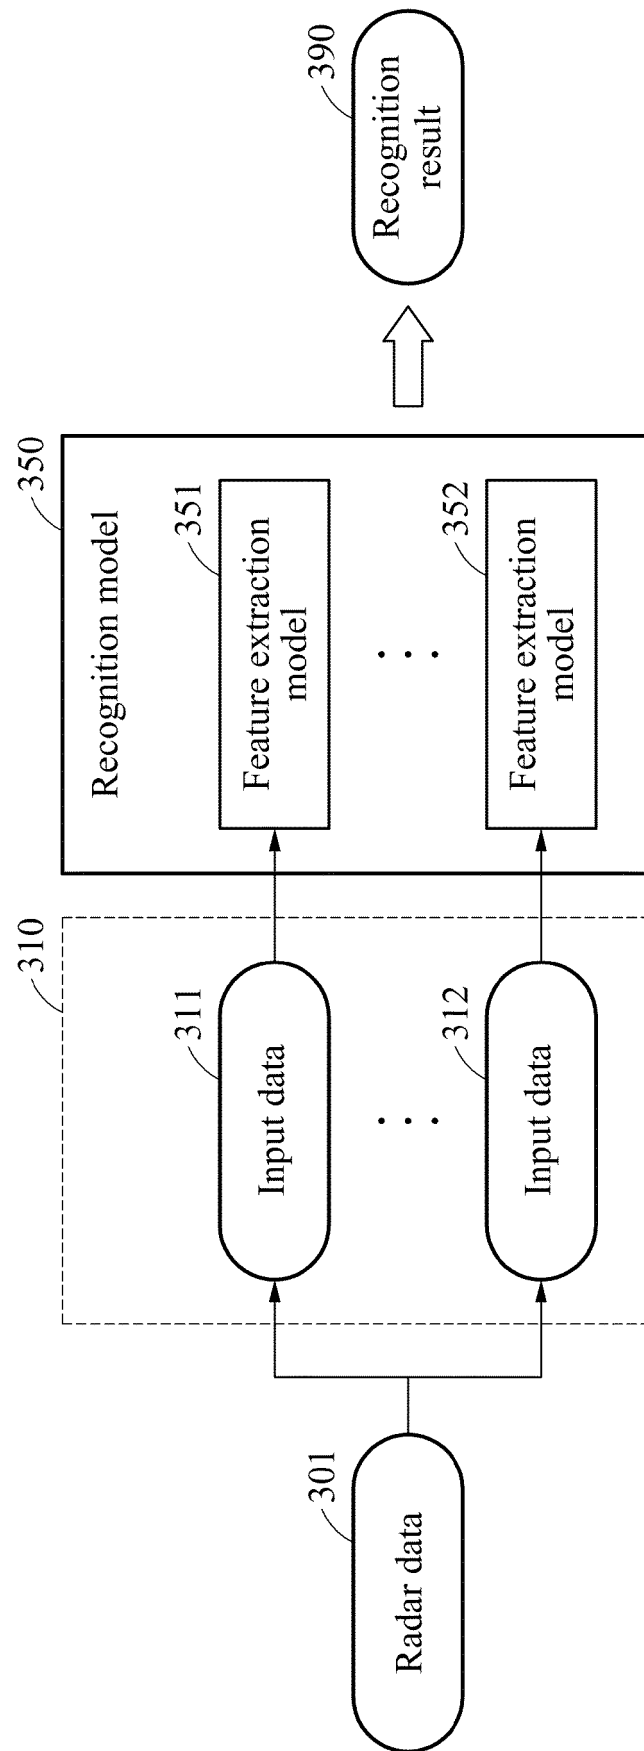 301
Radar data
310
311
Input data
. . .
312
Input data
350
Recognition model
351
Feature extraction
model
. . .
352
Feature extraction
model
390
Recognition
result